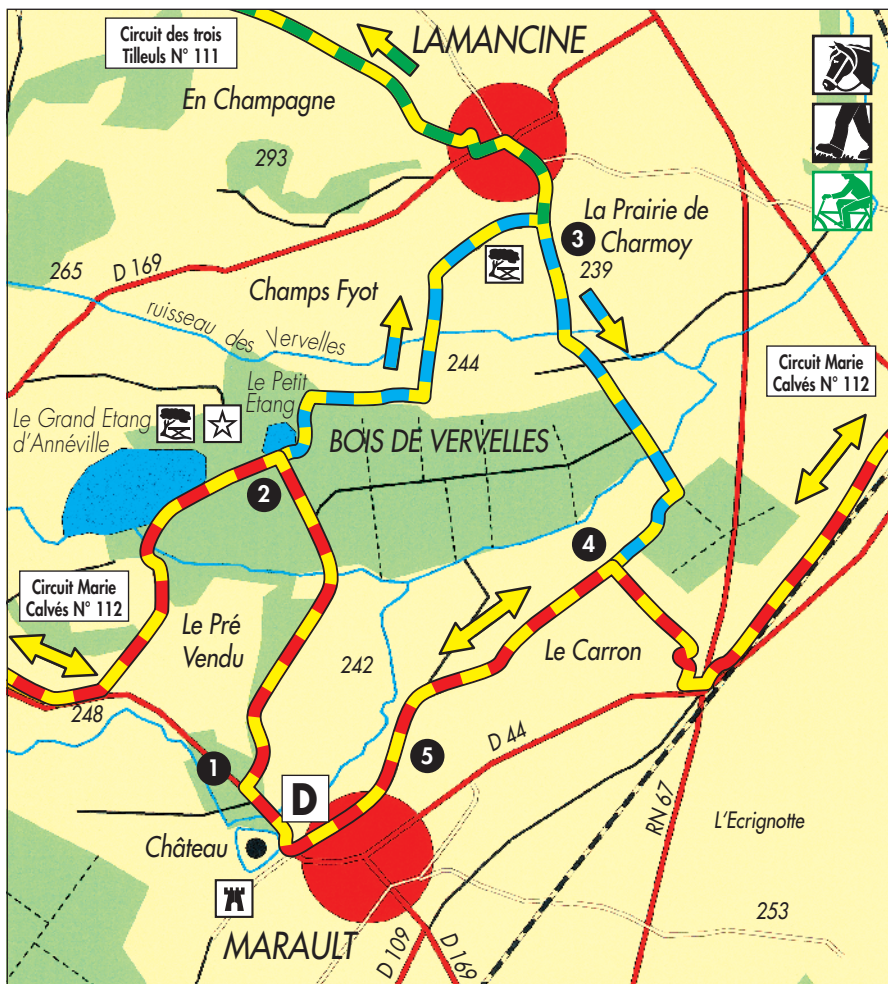 Circuit des trois
Tilleuls N° 111
LAMANCINE
En Champagne
293
La Prairie de
Charmoy
3
239
265
D 169
Champs Fyot
ruisseau des Vervelles
244
Circuit Marie
Calvés N° 112
Le Petit
Etang
Le Grand Etang
d'Annéville
BOIS DE VERVELLES
2
4
Circuit Marie
Calvés N° 112
Le Pré
Vendu
Le Carron
242
248
D 44
1
5
D
RN 67
L'Ecrignotte
Château
253
MARAULT
D 109
D 169